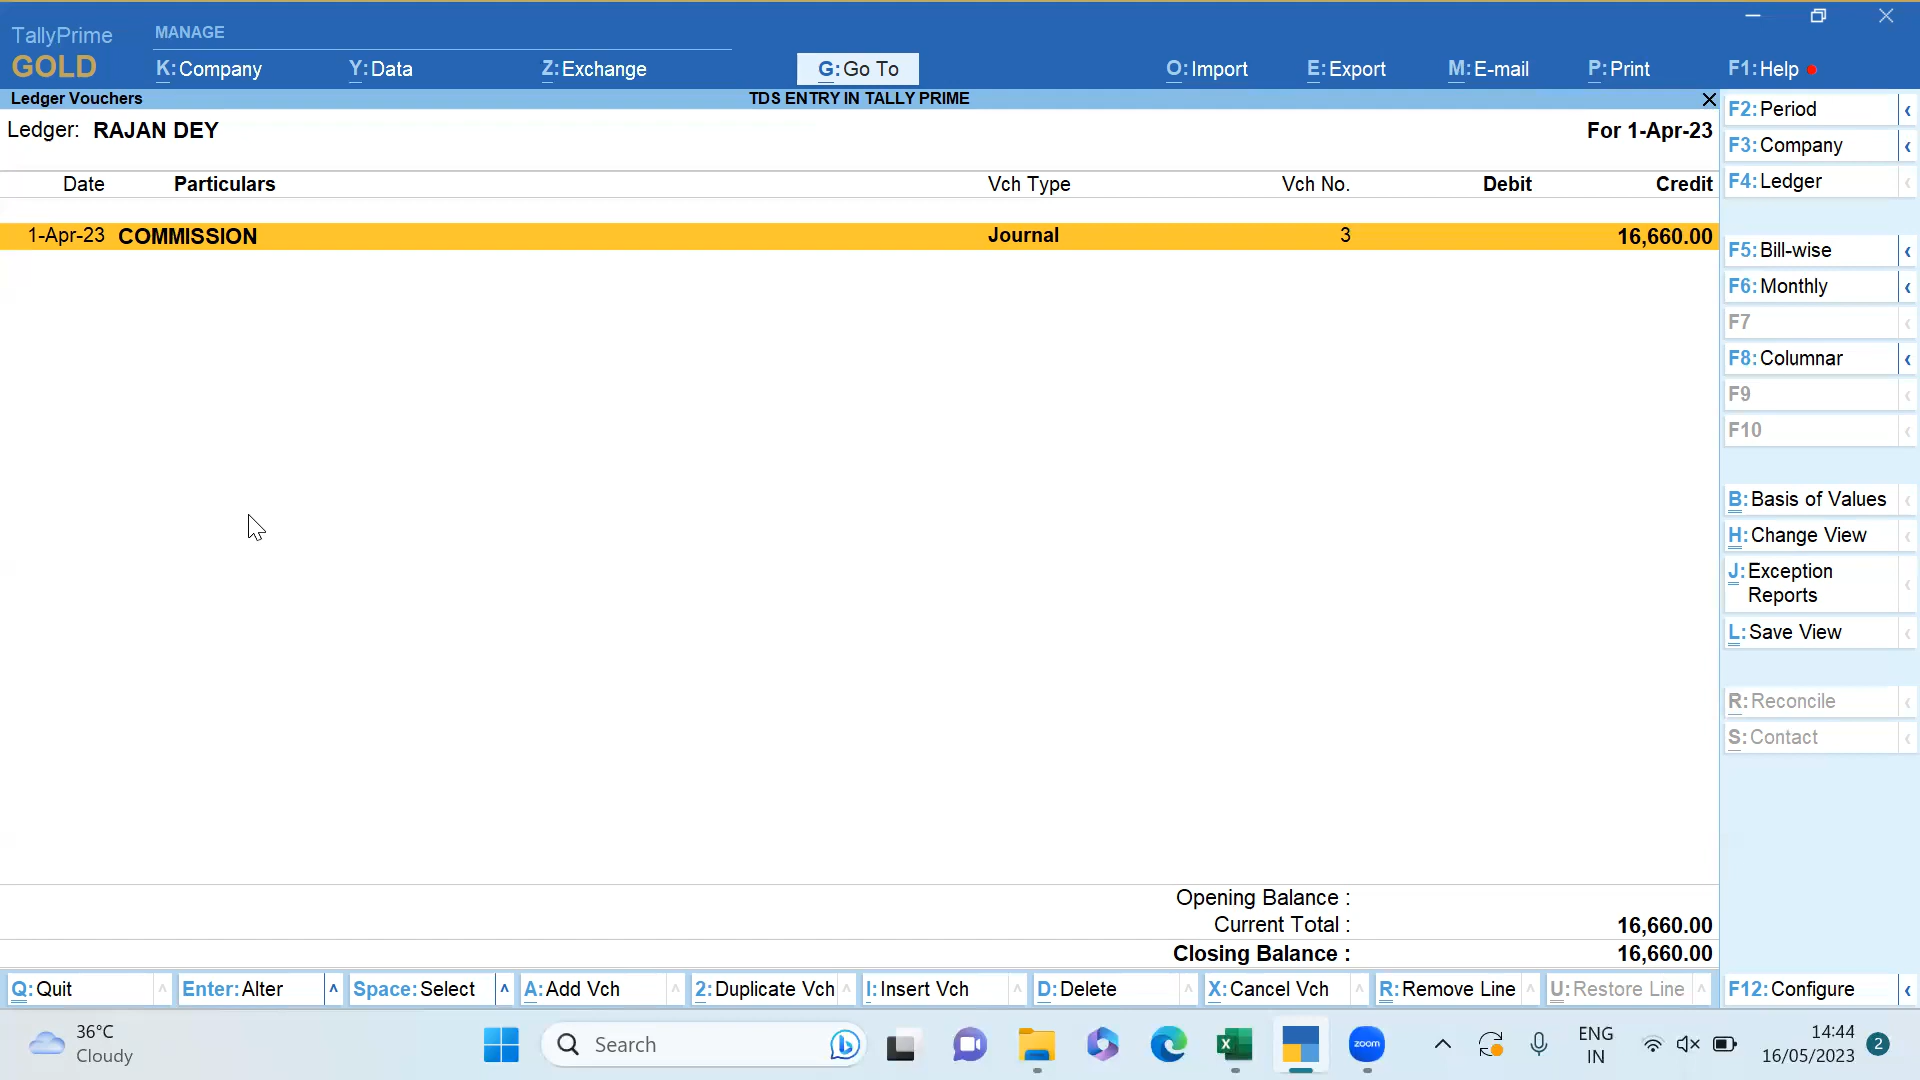 TallyPrime
GOLD
MANAGE
K:Company Y:Data Z:Exchange G:Go To O:Import E:Export M:E-mail P:Print F1:Help
Ledger Vouchers TDS ENTRY IN TALLY PRIME
Ledger: RAJAN DEY For 1-Apr-23
Date Particulars Vch Type Vch No. Debit Credit
1-Apr-23 COMMISSION Journal 3 16,660.00
Opening Balance :
Current Total : 16,660.00
Closing Balance : 16,660.00
F2:Period
F3:Company
F4:Ledger
F5:Bill-wise
F6:Monthly
F7
F8:Columnar
F9
F10
B:Basis of Values
H:Change View
J:Exception
Reports
L:Save View
R:Reconcile
S:Contact
Q:Quit Enter:Alter Space:Select A:Add Vch 2:Duplicate Vch I:Insert Vch D:Delete X:Cancel Vch R:Remove Line U:Restore Line F12:Configure
36°C
Cloudy
Search
zoom
ENG
IN
14:44
16/05/2023
2